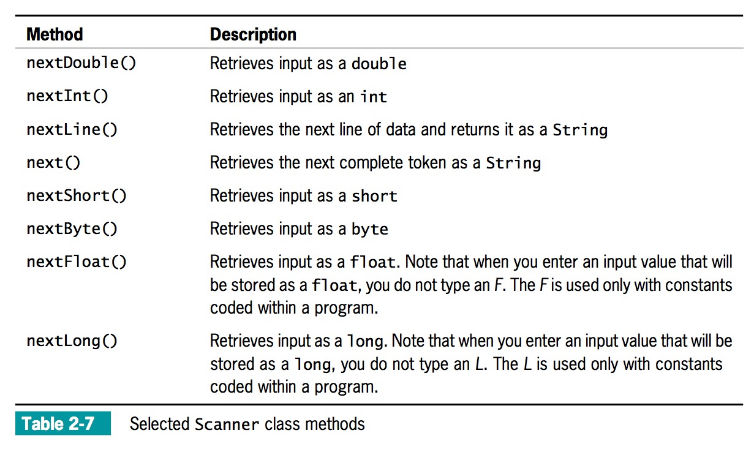 Method Description
nextDouble() Retrieves input as a double
nextInt() Retrieves input as an int
nextLine() Retrieves the next line of data and returns it as a String
next() Retrieves the next complete token as a String
nextShort() Retrieves input as a short
nextByte() Retrieves input as a byte
nextFloat() Retrieves input as a float. Note that when you enter an input value that will
be stored as a float, you do not type an F. The F is used only with constants
coded within a program.
nextLong() Retrieves input as a long. Note that when you enter an input value that will be
stored as a long, you do not type an L. The L is used only with constants
coded within a program.
Table 2-7 Selected Scanner class methods